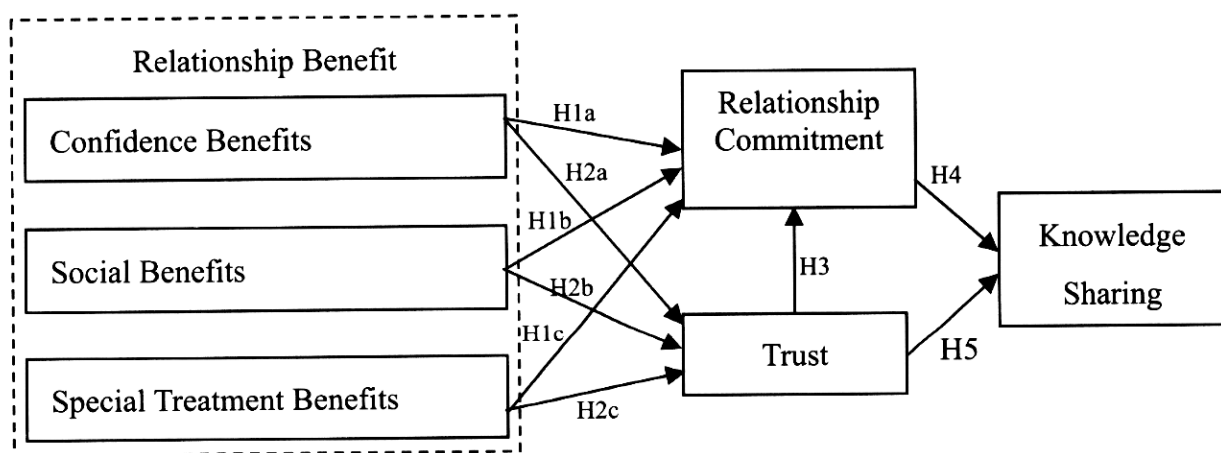 Relationship Benefit
Confidence Benefits
Social Benefits
Special Treatment Benefits
H1a
H2a
H1b
H2b
H1c
H2c
Relationship
Commitment
H3
Trust
H4
H5
Knowledge
Sharing